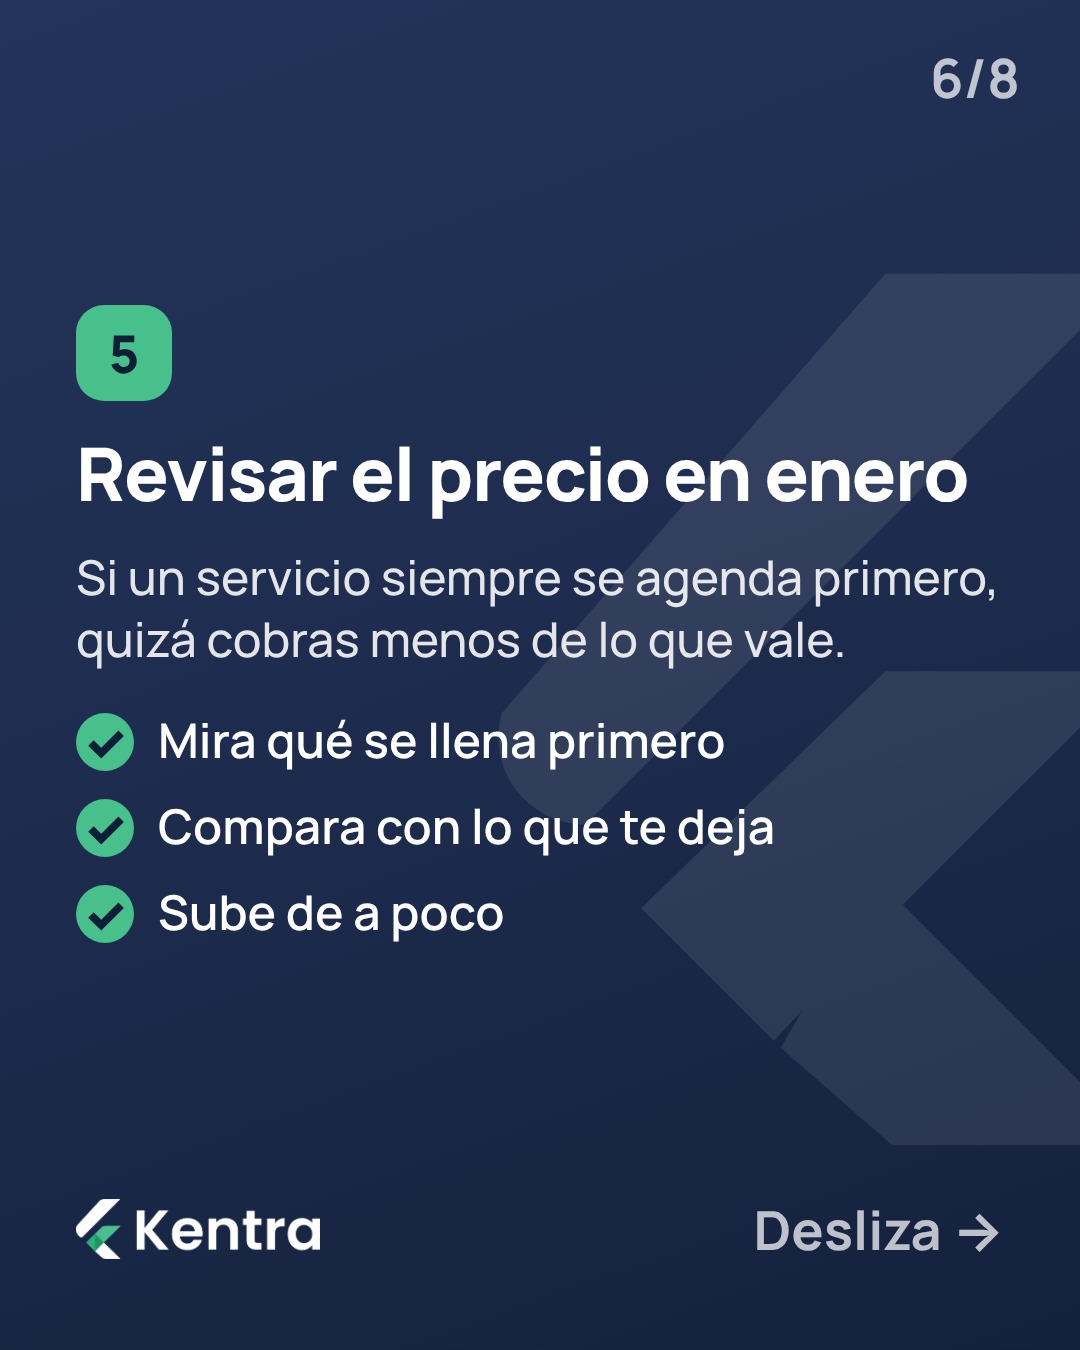 6/8
5
Revisar el precio en enero
Si un servicio siempre se agenda primero,
quizá cobras menos de lo que vale.
Mira qué se llena primero
Compara con lo que te deja
Sube de a poco
Kentra
Desliza →